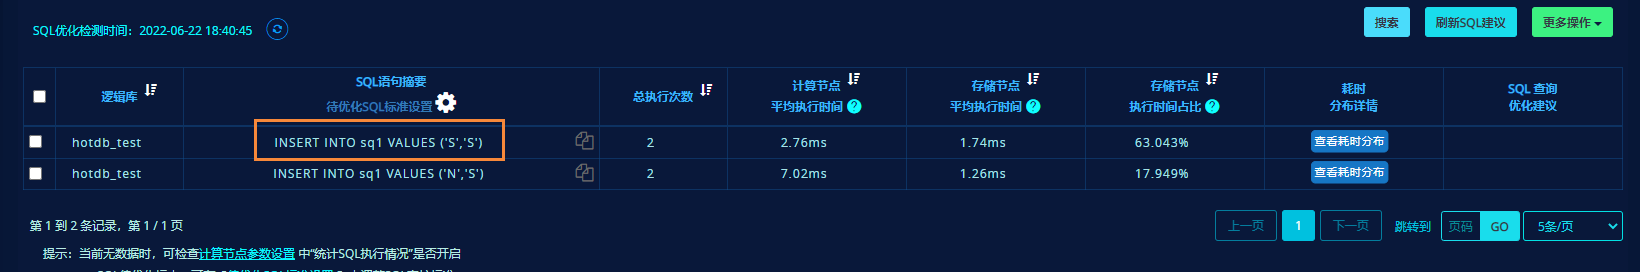 SQL优化检测时间：2022-06-22 18:40:45
搜索 刷新SQL建议 更多操作
逻辑库 SQL语句摘要 待优化SQL标准设置 总执行次数 计算节点 平均执行时间 ? 存储节点 平均执行时间 ? 存储节点 执行时间占比 ? 耗时 分布详情 SQL 查询 优化建议
hotdb_test INSERT INTO sq1 VALUES ('S','S') 2 2.76ms 1.74ms 63.043% 查看耗时分布
hotdb_test INSERT INTO sq1 VALUES ('N','S') 2 7.02ms 1.26ms 17.949% 查看耗时分布
第 1 到 2 条记录，第 1 / 1 页
上一页 1 下一页 跳转到 页码 GO 5条/页
提示：当前无数据时，可检查计算节点参数设置 中“统计SQL执行情况”是否开启